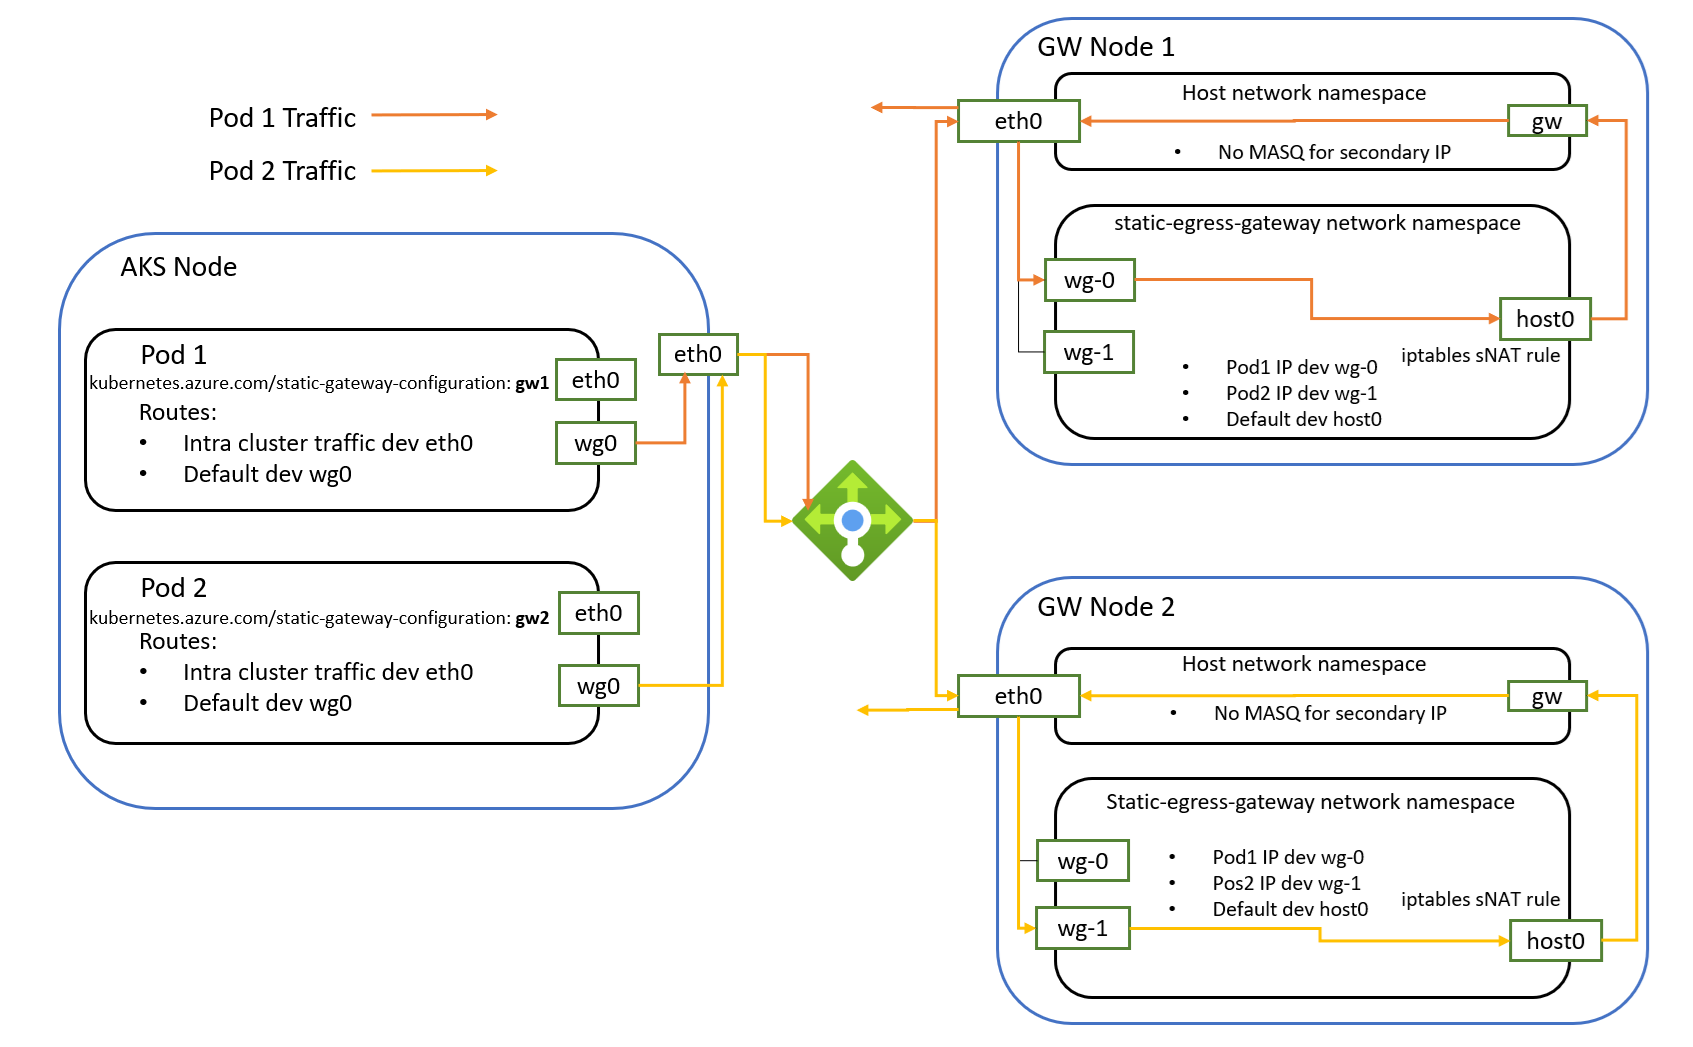 Pod 1 Traffic
Pod 2 Traffic
AKS Node
eth0
Pod 1
kubernetes.azure.com/static-gateway-configuration: gw1
Routes:
• Intra cluster traffic dev eth0
• Default dev wg0
eth0
wg0
Pod 2
kubernetes.azure.com/static-gateway-configuration: gw2
Routes:
• Intra cluster traffic dev eth0
• Default dev wg0
eth0
wg0
GW Node 1
Host network namespace
eth0
gw
• No MASQ for secondary IP
static-egress-gateway network namespace
wg-0
host0
wg-1
iptables sNAT rule
• Pod1 IP dev wg-0
• Pod2 IP dev wg-1
• Default dev host0
GW Node 2
Host network namespace
eth0
gw
• No MASQ for secondary IP
Static-egress-gateway network namespace
wg-0
• Pod1 IP dev wg-0
• Pos2 IP dev wg-1
• Default dev host0
iptables sNAT rule
wg-1
host0